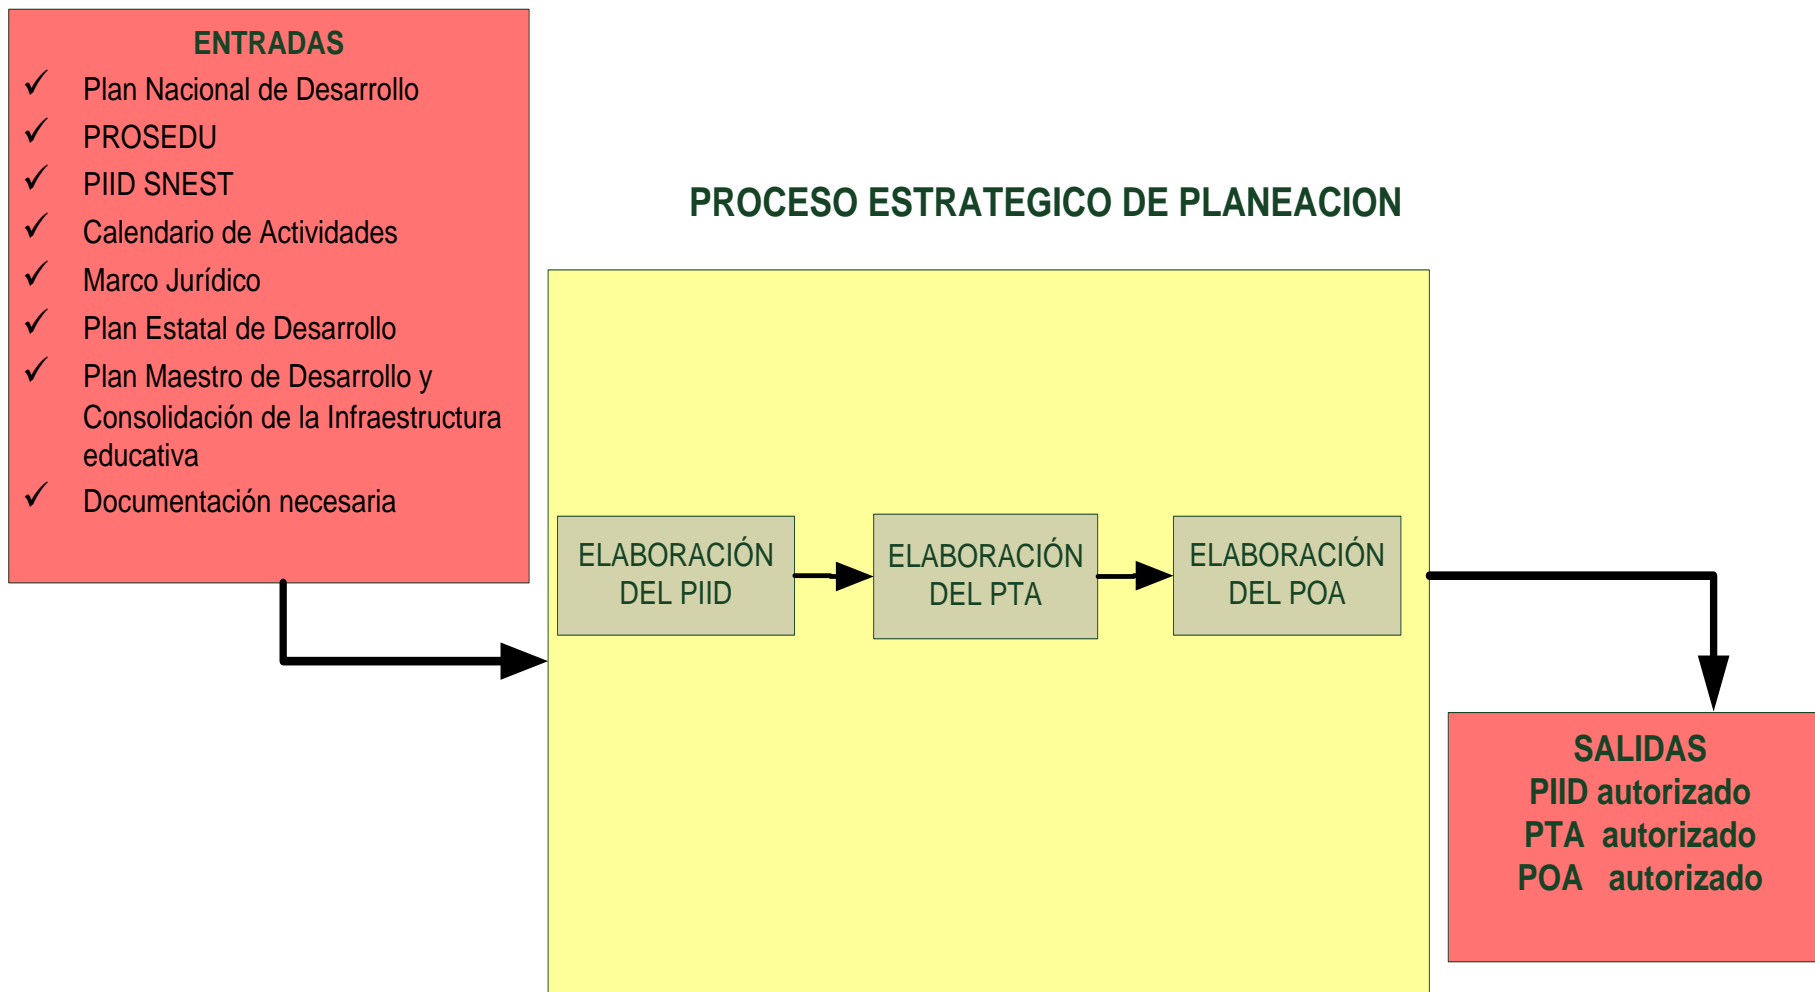 ENTRADAS
✓ Plan Nacional de Desarrollo
✓ PROSEDU
✓ PIID SNEST
✓ Calendario de Actividades
✓ Marco Jurídico
✓ Plan Estatal de Desarrollo
✓ Plan Maestro de Desarrollo y
Consolidación de la Infraestructura
educativa
✓ Documentación necesaria
PROCESO ESTRATEGICO DE PLANEACION
ELABORACIÓN
DEL PIID
ELABORACIÓN
DEL PTA
ELABORACIÓN
DEL POA
SALIDAS
PIID autorizado
PTA autorizado
POA autorizado